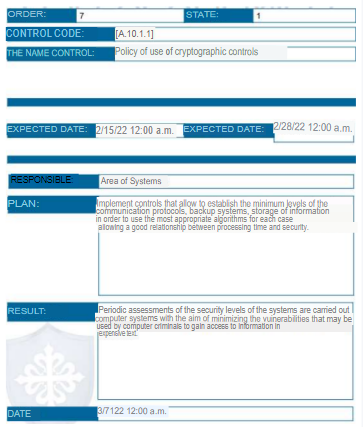 ORDER: 7 STATE: 1
CONTROL CODE: [A.10.1.1]
THE NAME CONTROL: Policy of use of cryptographic controls
EXPECTED DATE: 2/15/22 12:00 a.m. EXPECTED DATE: 2/28/22 12:00 a.m.
RESPONSIBLE: Area of Systems
PLAN: Implement controls that allow to establish the minimum levels of the
communication protocols, backup systems, storage of information
in order to use the most appropriate algorithms for each case
allowing a good relationship between processing time and security.
RESULT: Periodic assessments of the security levels of the systems are carried out
computer systems with the aim of minimizing the vulnerabilities that may be
used by computer criminals to gain access to information in
expensive text.
DATE 3/7122 12:00 a.m.